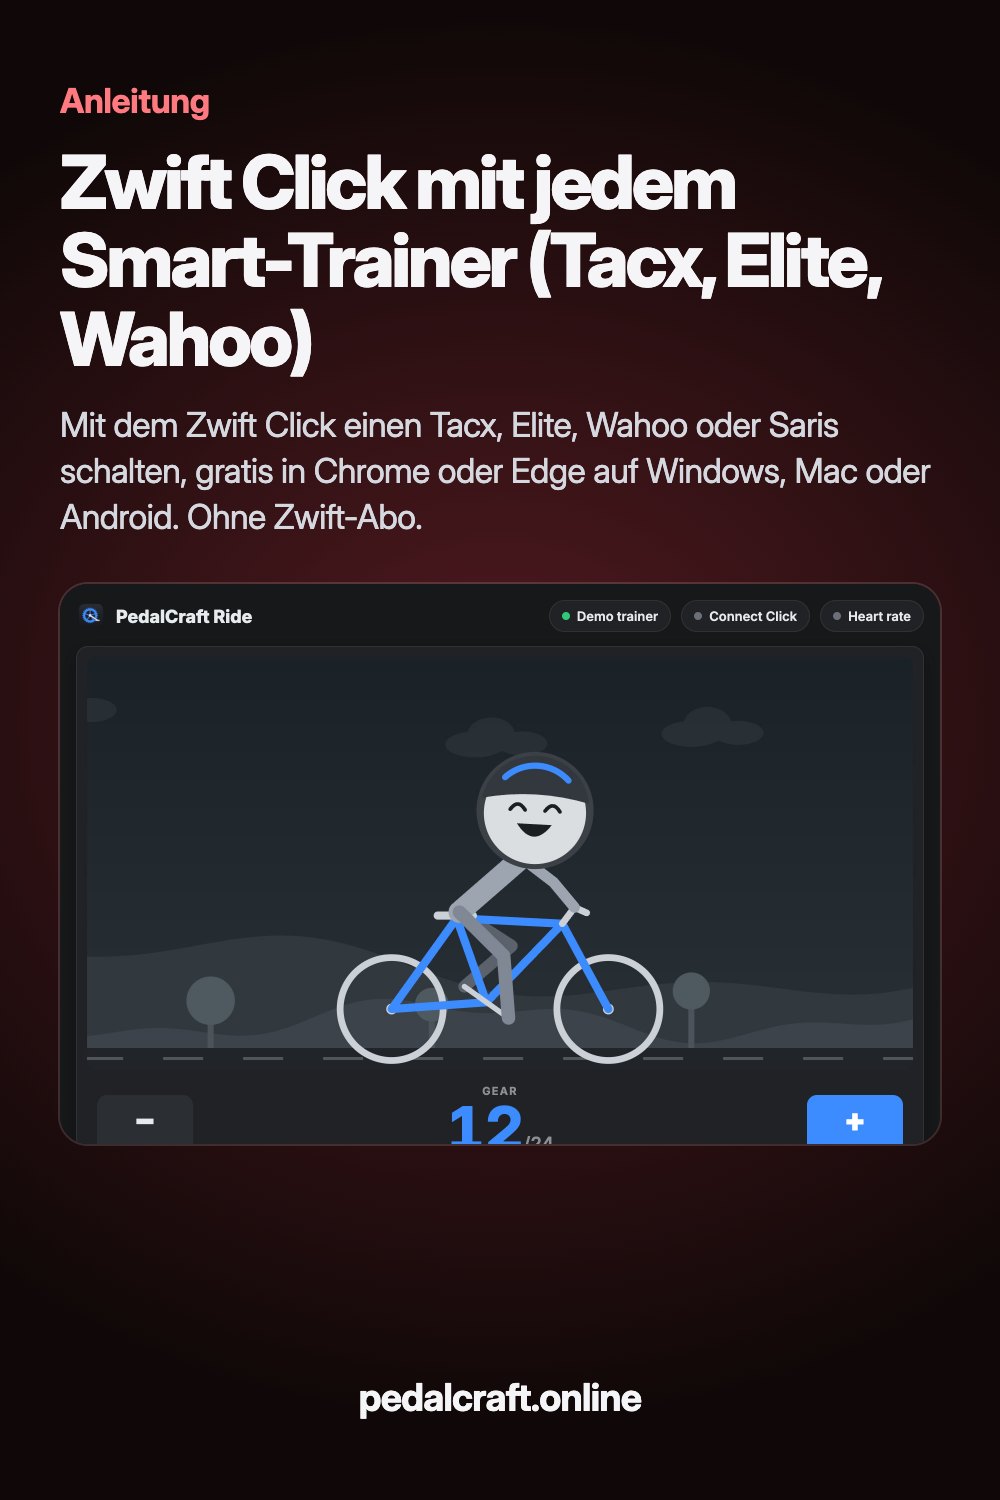 Anleitung
Zwift Click mit jedem
Smart-Trainer (Tacx, Elite,
Wahoo)
Mit dem Zwift Click einen Tacx, Elite, Wahoo oder Saris
schalten, gratis in Chrome oder Edge auf Windows, Mac oder
Android. Ohne Zwift-Abo.
PedalCraft Ride
Demo trainer
Connect Click
Heart rate
GEAR
−
12/24
+
pedalcraft.online